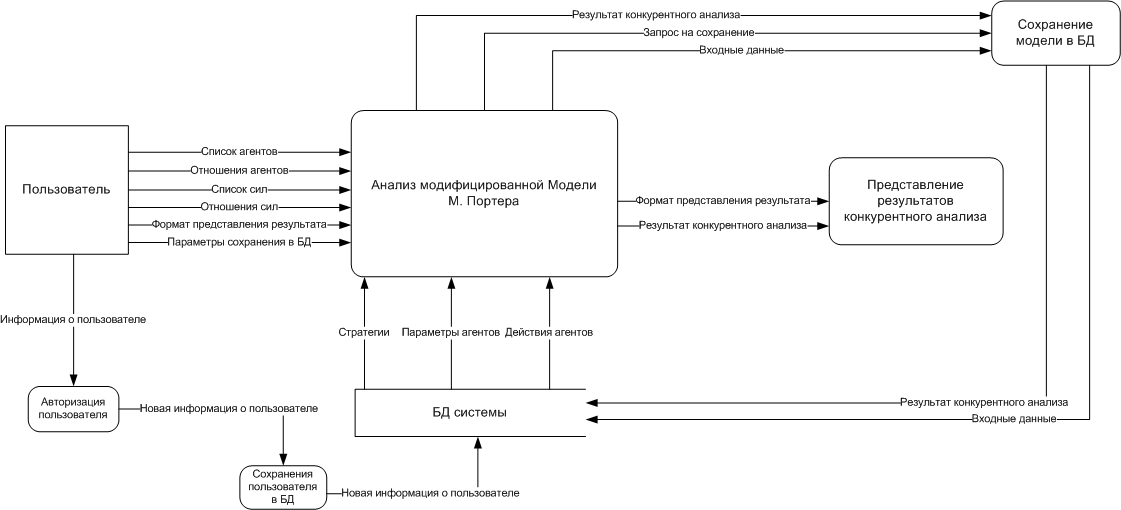 Результат конкурентного анализа
Запрос на сохранение
Входные данные
Сохранение
модели в БД
Пользователь
Список агентов
Отношения агентов
Список сил
Отношения сил
Формат представления результата
Параметры сохранения в БД
Анализ модифицированной Модели
М. Портера
Формат представления результата
Результат конкурентного анализа
Представление
результатов
конкурентного анализа
Информация о пользователе
Стратегии
Параметры агентов
Действия агентов
Авторизация
пользователя
Новая информация о пользователе
БД системы
Результат конкурентного анализа
Входные данные
Сохранения
пользователя
в БД
Новая информация о пользователе